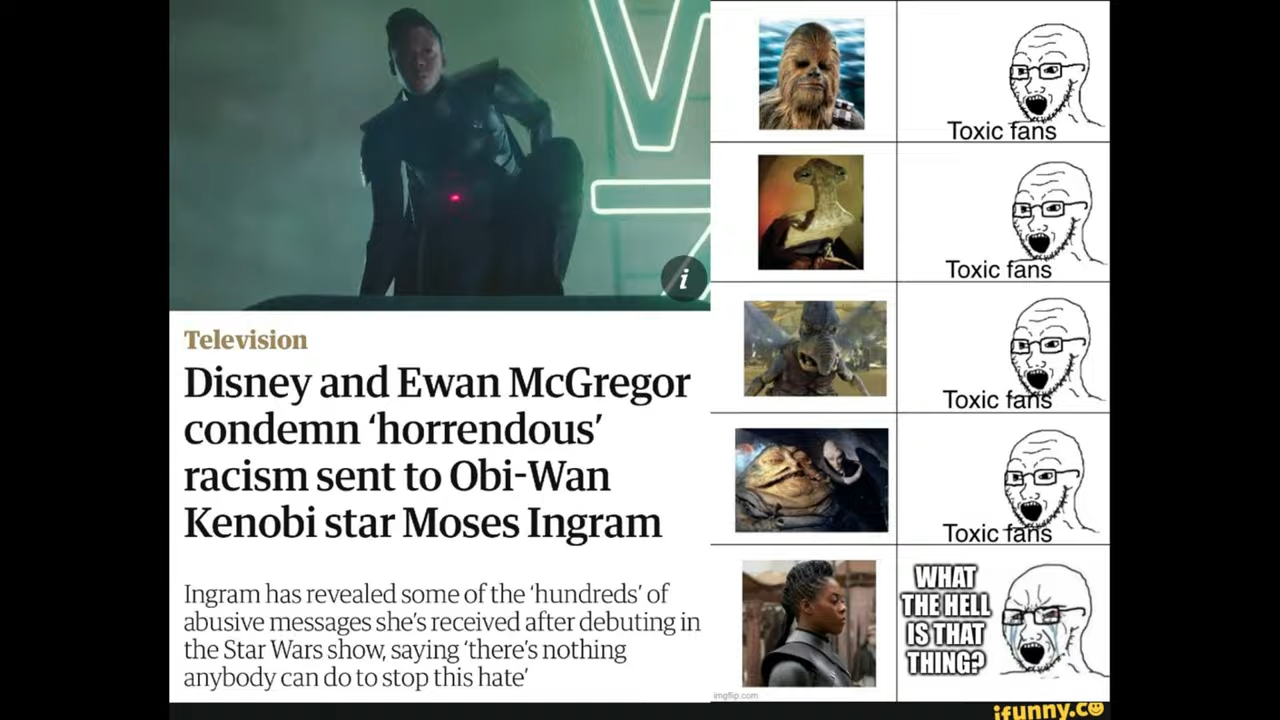 i
Television
Disney and Ewan McGregor
condemn ‘horrendous’
racism sent to Obi-Wan
Kenobi star Moses Ingram
Ingram has revealed some of the ‘hundreds’ of
abusive messages she’s received after debuting in
the Star Wars show, saying ‘there’s nothing
anybody can do to stop this hate’
Toxic fans
Toxic fans
Toxic fans
Toxic fans
WHAT
THE HELL
IS THAT
THING?
imgflip.com
ifunny.co